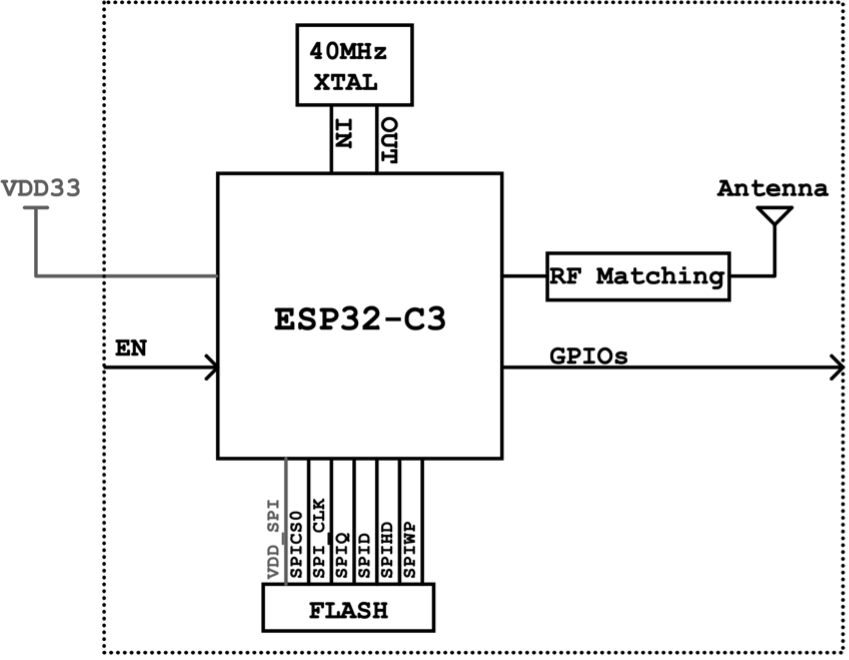 40MHz
XTAL
IN
OUT
VDD33
Antenna
RF Matching
ESP32-C3
EN
GPIOs
VDD_SPI
SPICS0
SPI_CLK
SPIQ
SPID
SPIHD
SPIWP
FLASH